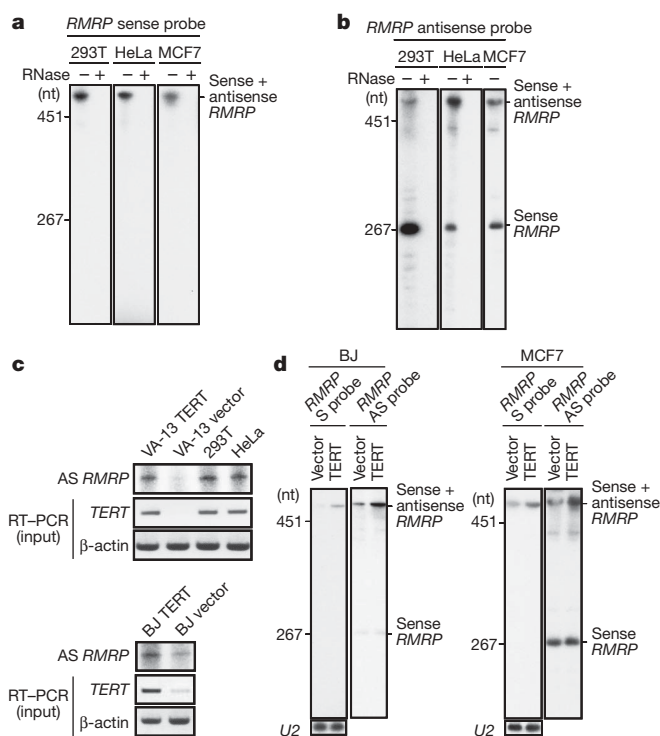 a
RMRP sense probe
293T HeLa MCF7
RNase − + − + − +
(nt)
Sense +
antisense
RMRP
451
267
b
RMRP antisense probe
293T HeLa MCF7
RNase − + − + −
(nt)
Sense +
antisense
RMRP
451
267
Sense
RMRP
c
VA-13 TERT
VA-13 vector
293T
HeLa
AS RMRP
RT–PCR
(input)
TERT
β-actin
BJ TERT
BJ vector
AS RMRP
RT–PCR
(input)
TERT
β-actin
d
BJ
RMRP
S probe
RMRP
AS probe
Vector
TERT
Vector
TERT
(nt)
451
267
Sense +
antisense
RMRP
Sense
RMRP
U2
MCF7
RMRP
S probe
RMRP
AS probe
Vector
TERT
Vector
TERT
(nt)
451
267
Sense +
antisense
RMRP
Sense
RMRP
U2